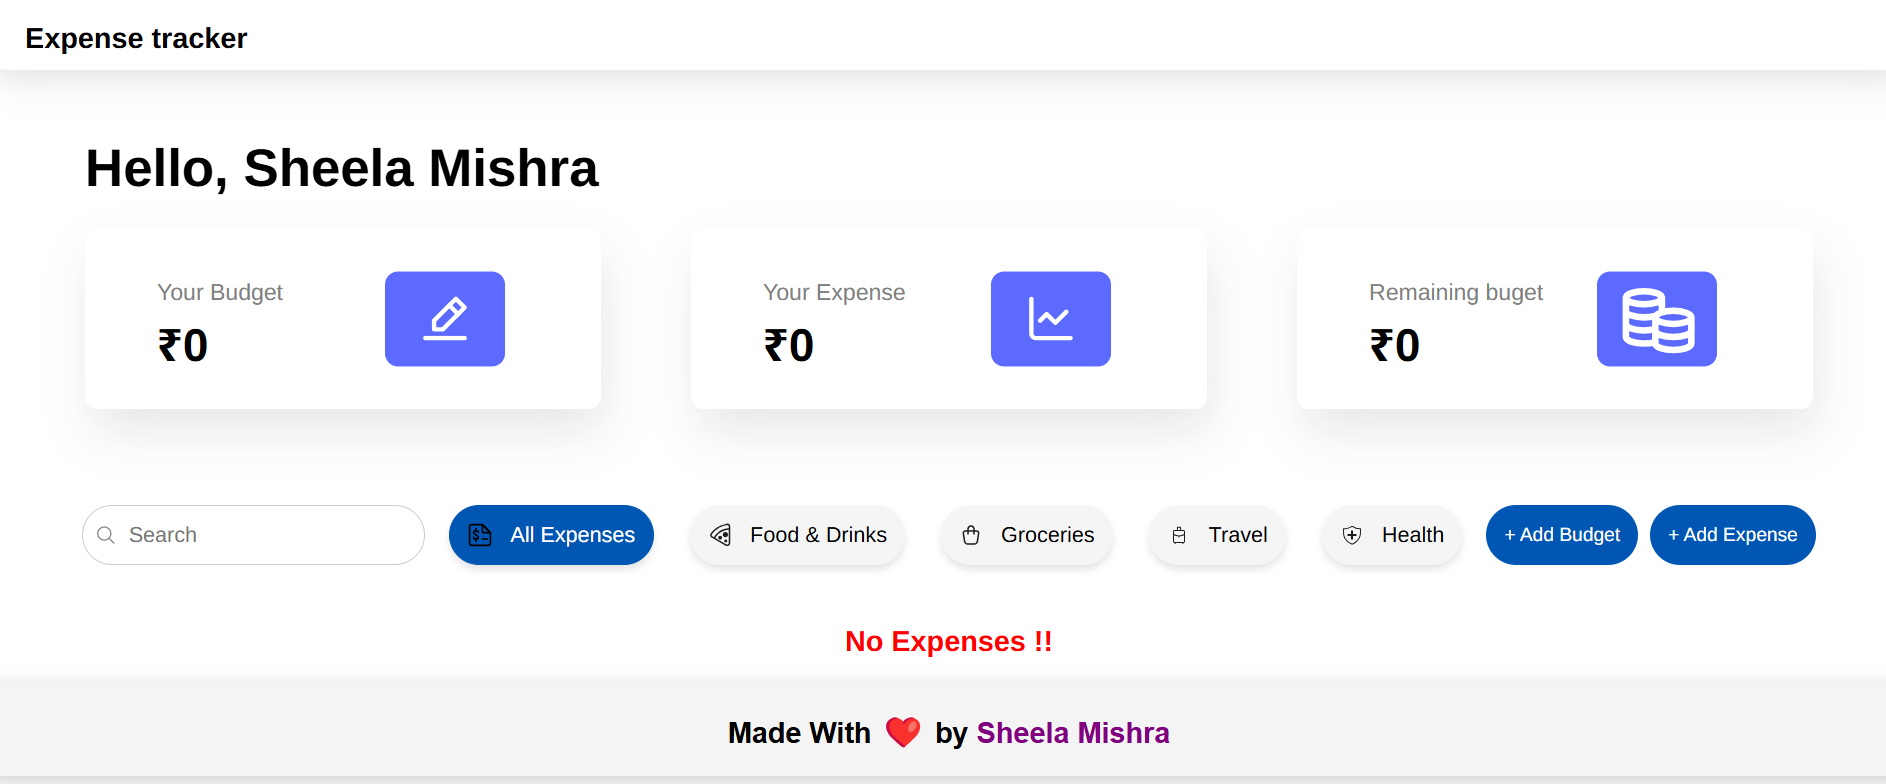 Expense tracker
Hello, Sheela Mishra
Your Budget
₹0
Your Expense
₹0
Remaining buget
₹0
Search
All Expenses
Food & Drinks
Groceries
Travel
Health
+ Add Budget
+ Add Expense
No Expenses !!
Made With ❤️ by Sheela Mishra